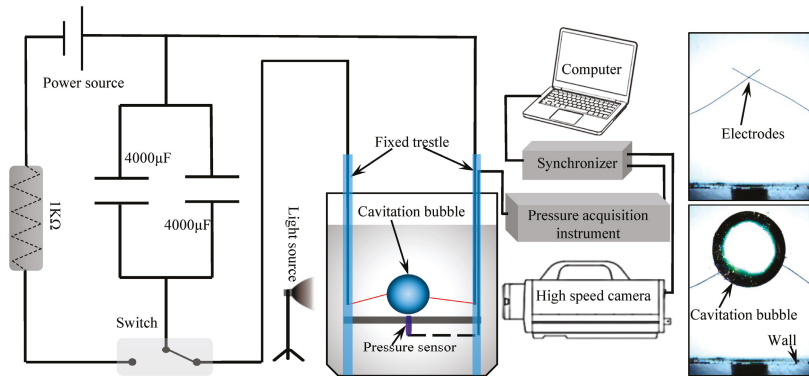 Power source
4000μF
4000μF
1KΩ
Switch
Light source
Fixed trestle
Cavitation bubble
Pressure sensor
Computer
Synchronizer
Pressure acquisition
instrument
High speed camera
Electrodes
Cavitation bubble
Wall